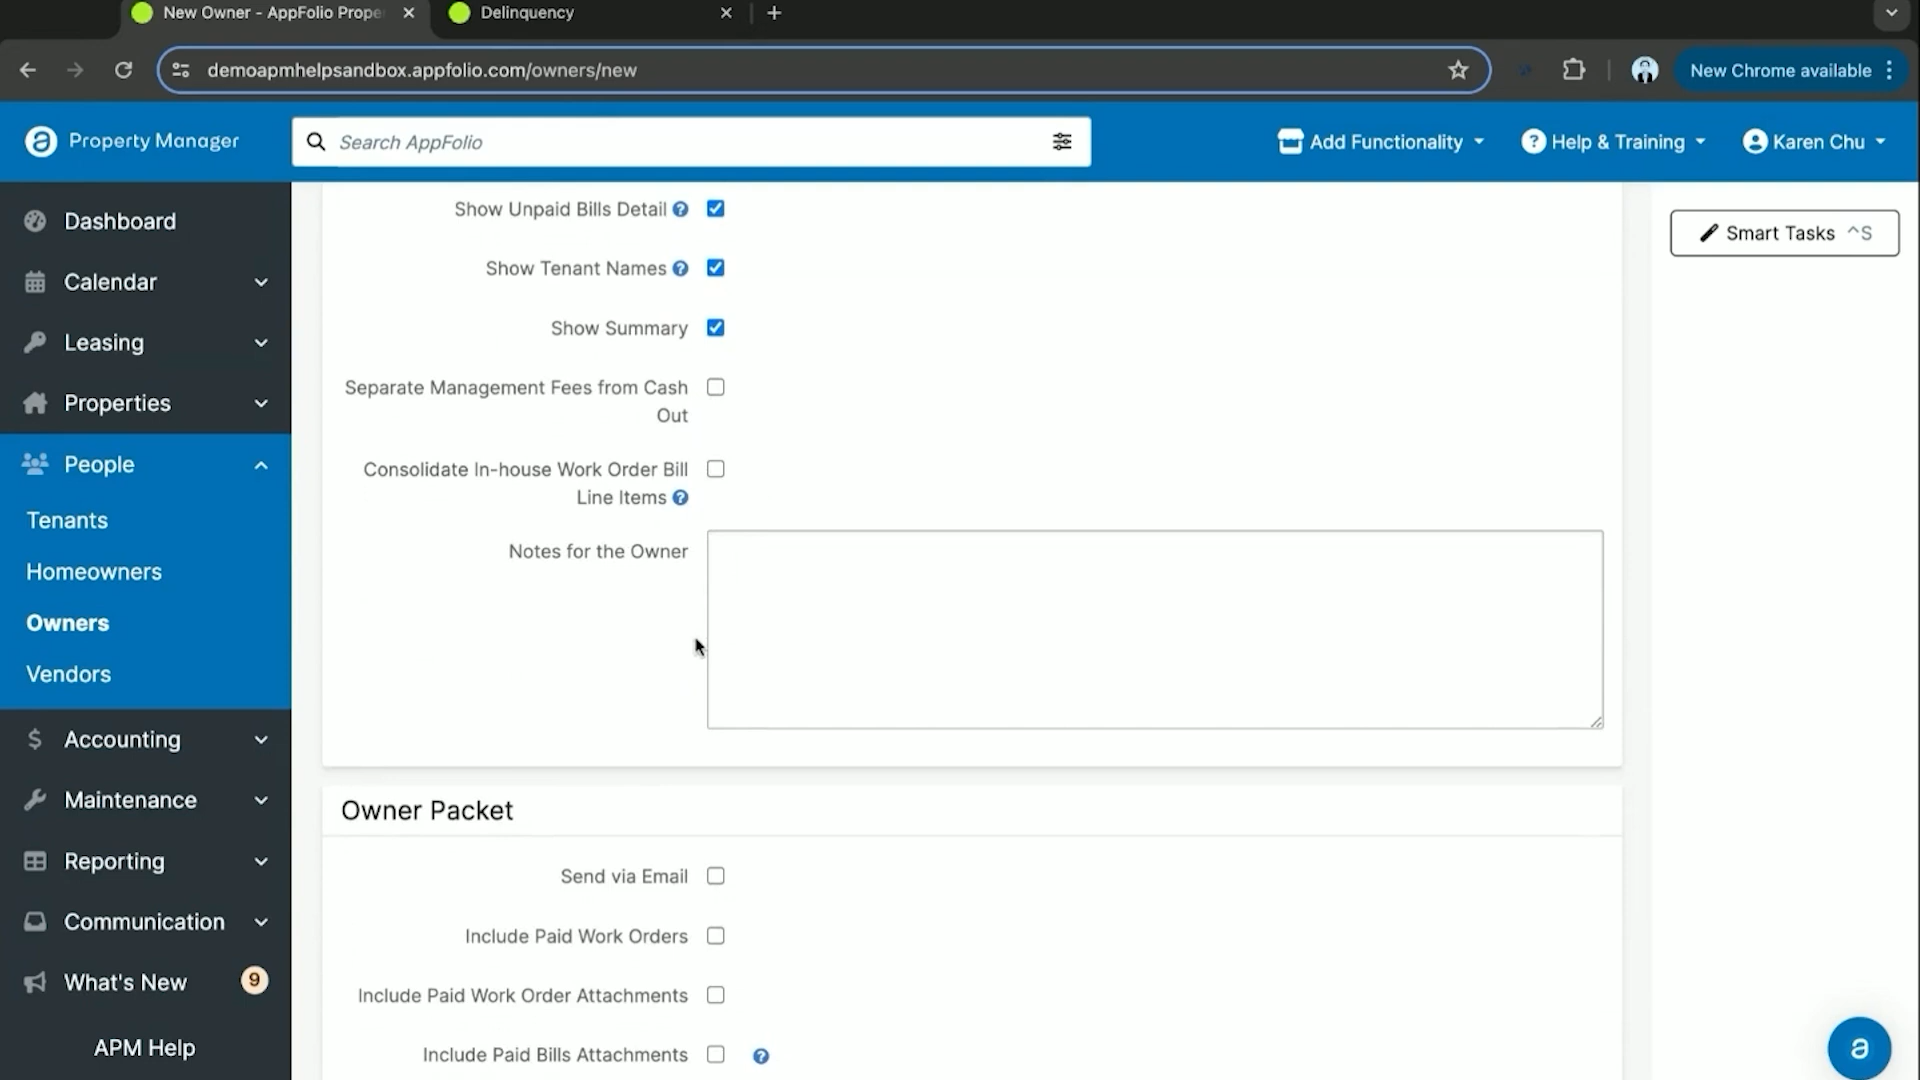 New Owner - AppFolio Prope
Delinquency
demoapmhelpsandbox.appfolio.com/owners/new
New Chrome available
Property Manager
Search AppFolio
Add Functionality
Help & Training
Karen Chu
Dashboard
Calendar
Leasing
Properties
People
Tenants
Homeowners
Owners
Vendors
Accounting
Maintenance
Reporting
Communication
What's New 9
APM Help
Show Unpaid Bills Detail
Show Tenant Names
Show Summary
Separate Management Fees from Cash
Out
Consolidate In-house Work Order Bill
Line Items
Notes for the Owner
Owner Packet
Send via Email
Include Paid Work Orders
Include Paid Work Order Attachments
Include Paid Bills Attachments
Smart Tasks ^S